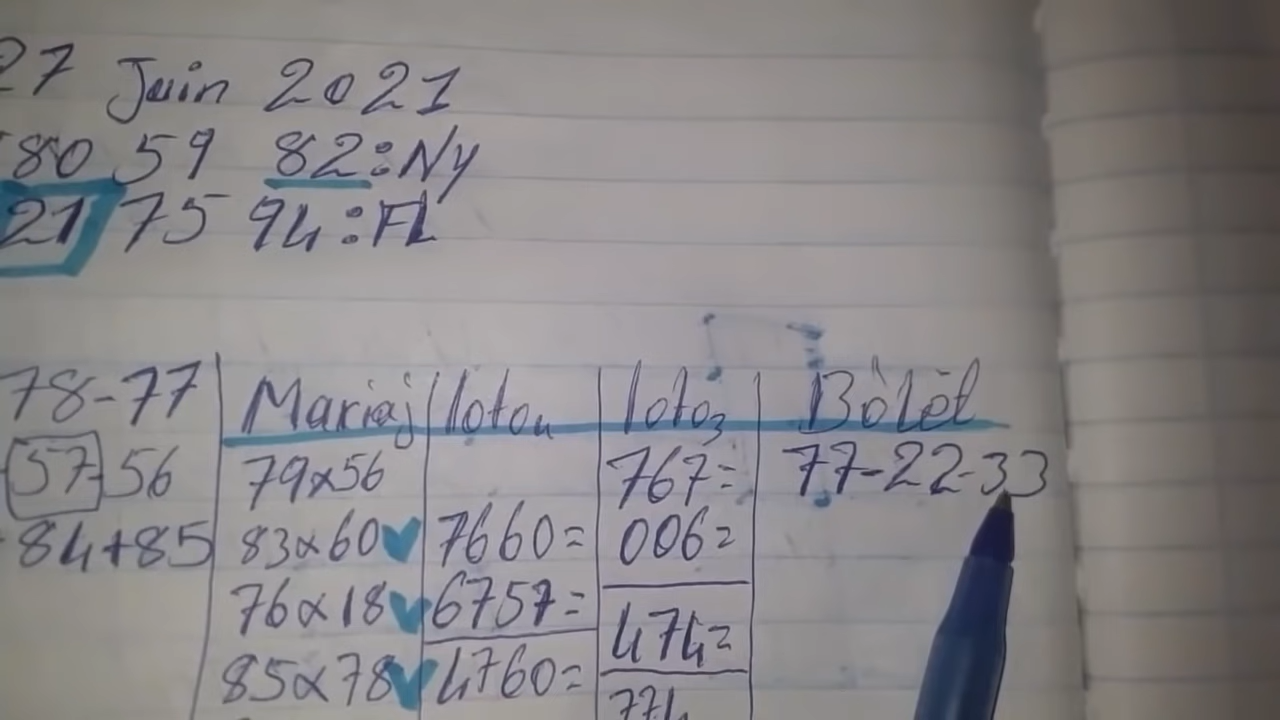 27 Juin 2021
80 59 82:Ny
21 75 94:FL
78-77 Mariaj loto4 loto3 Bòlèt
57-56 79x56 767= 77-22-33
84+85 83x60 7660= 006=
76x18 6757= 474=
85x78 4760= 774